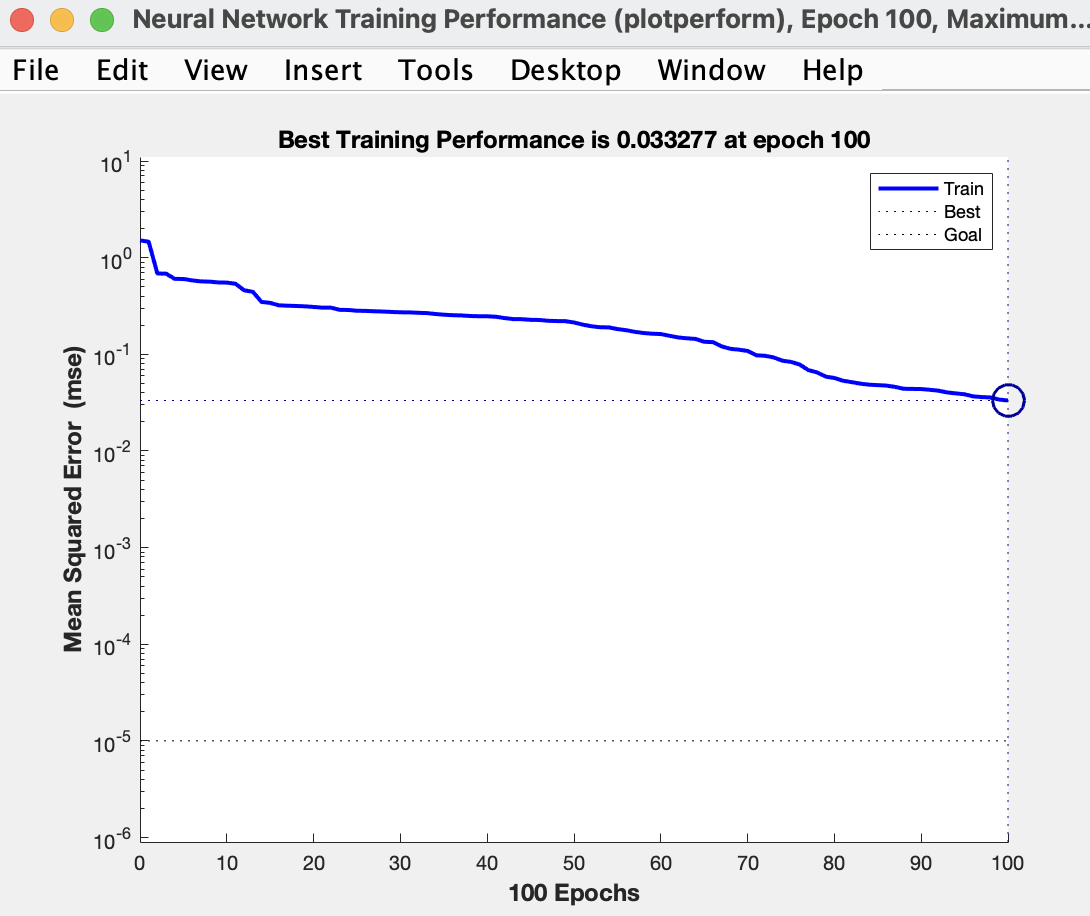 Neural Network Training Performance (plotperform), Epoch 100, Maximum...
File Edit View Insert Tools Desktop Window Help
Best Training Performance is 0.033277 at epoch 100
Train
Best
Goal
10^1
10^0
10^-1
10^-2
10^-3
10^-4
10^-5
10^-6
Mean Squared Error (mse)
0 10 20 30 40 50 60 70 80 90 100
100 Epochs